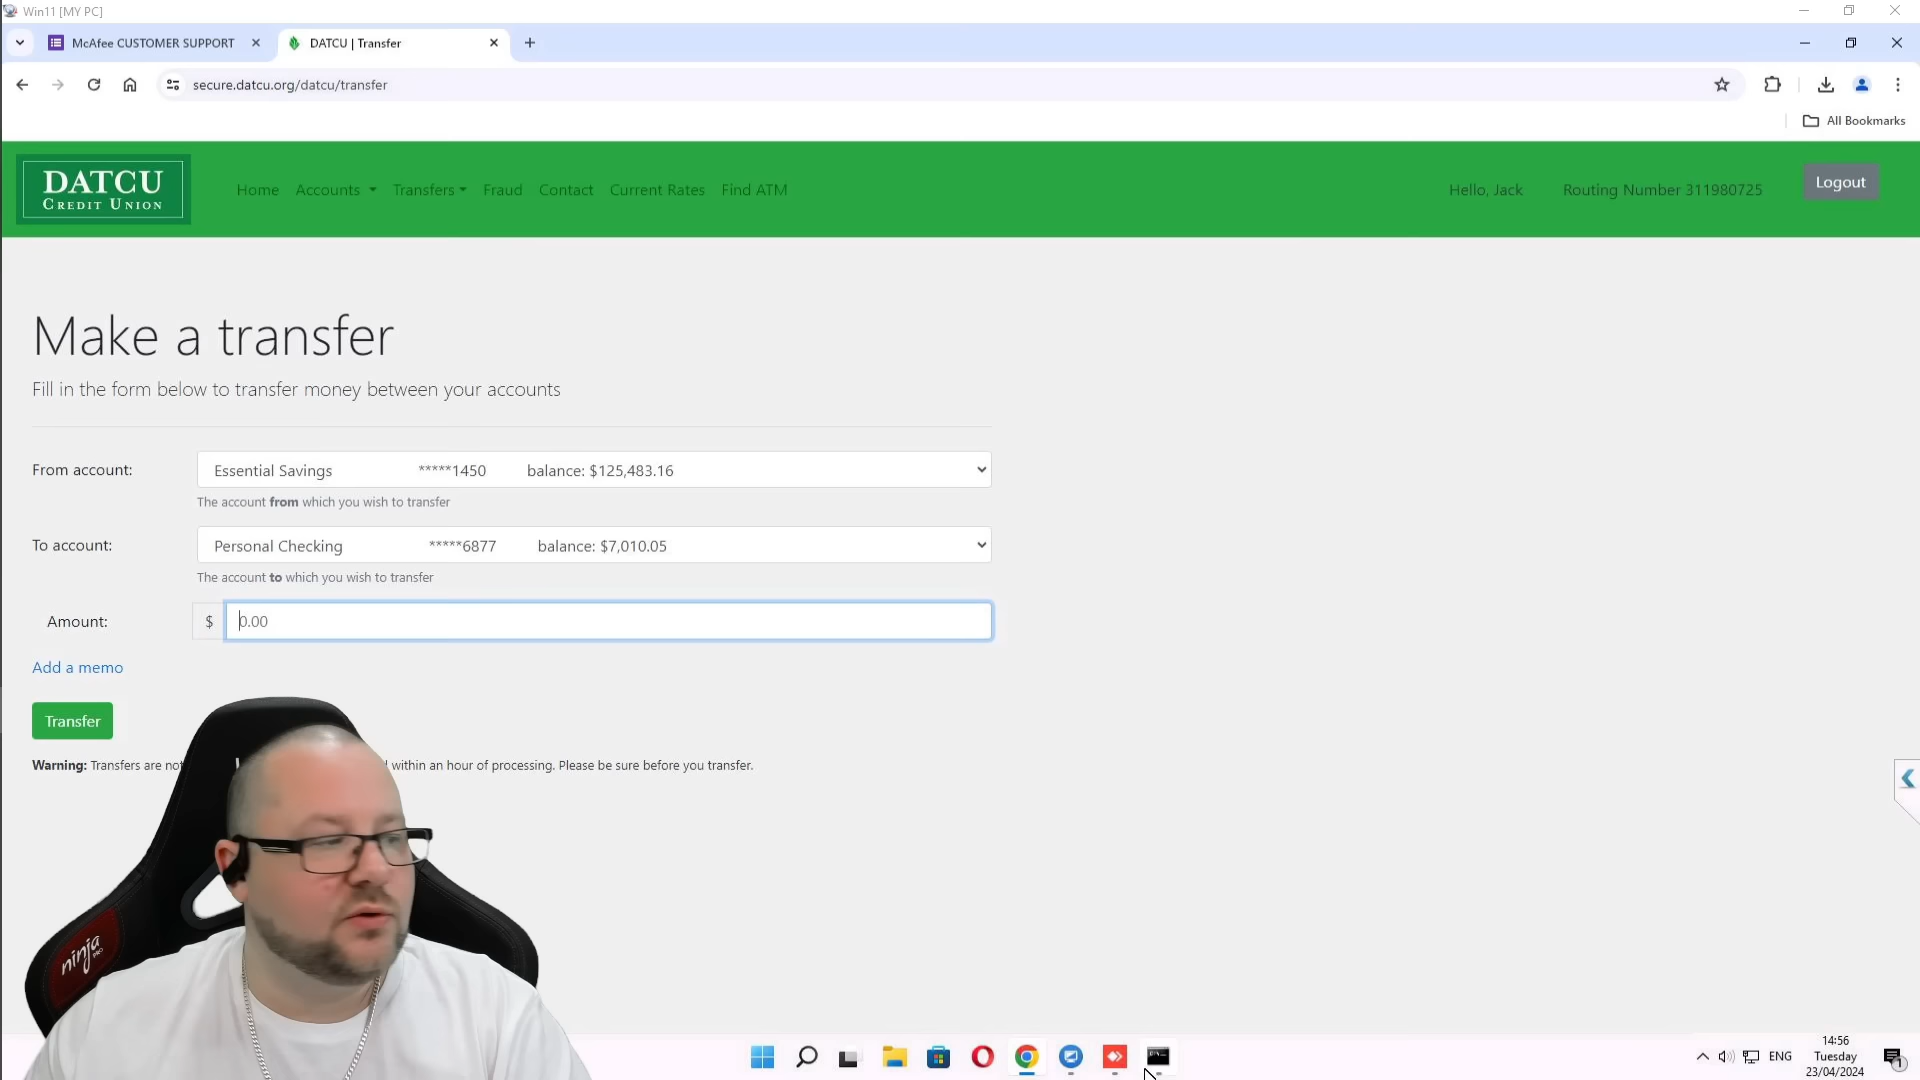 Win11 [MY PC]
McAfee CUSTOMER SUPPORT
DATCU | Transfer
secure.datcu.org/datcu/transfer
All Bookmarks
DATCU
CREDIT UNION
Home Accounts Transfers Fraud Contact Current Rates Find ATM
Hello, Jack
Routing Number 311980725
Logout
Make a transfer
Fill in the form below to transfer money between your accounts
From account:
Essential Savings *****1450 balance: $125,483.16
The account from which you wish to transfer
To account:
Personal Checking *****6877 balance: $7,010.05
The account to which you wish to transfer
Amount:
$ 0.00
Add a memo
Transfer
Warning: Transfers are not within an hour of processing. Please be sure before you transfer.
ninja
PRO
ENG
14:56
Tuesday
23/04/2024
1